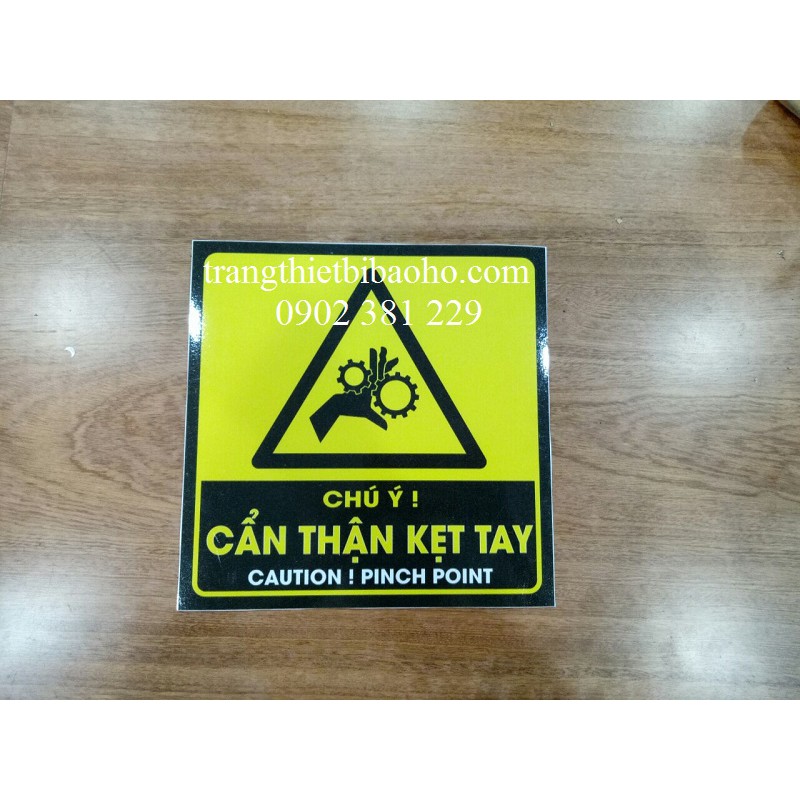 trangthietbibaoho.com
0902 381 229
CHÚ Ý !
CẨN THẬN KẸT TAY
CAUTION ! PINCH POINT